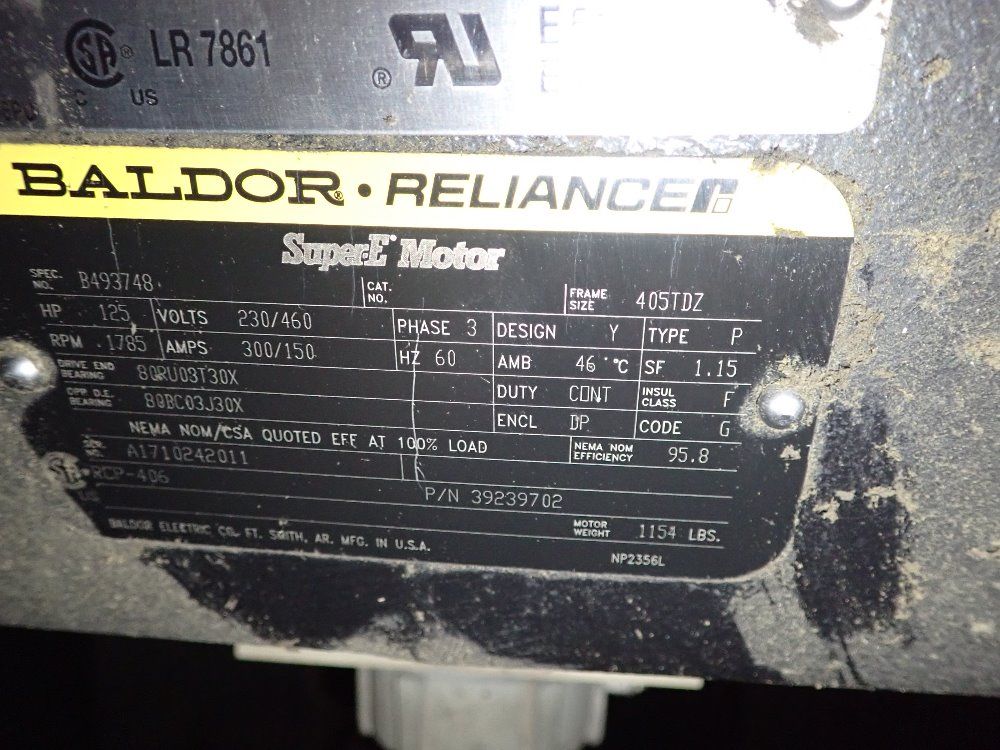 LR 7861
C US
BALDOR • RELIANCE
Super-E Motor
SPEC. NO. B493748 CAT. NO. FRAME SIZE 405TDZ
HP 125 VOLTS 230/460 PHASE 3 DESIGN Y TYPE P
RPM 1785 AMPS 300/150 HZ 60 AMB 46 °C SF 1.15
DRIVE END BEARING 80RU03T30X DUTY CONT INSUL CLASS F
OPP D.E. BEARING 80BC03J30X ENCL DP CODE G
NEMA NOM/CSA QUOTED EFF AT 100% LOAD NEMA NOM EFFICIENCY 95.8
A1710242011
RCP-406 P/N 39239702
BALDOR ELECTRIC CO. FT. SMITH, AR. MFG. IN U.S.A. MOTOR WEIGHT 1154 LBS.
NP2356L